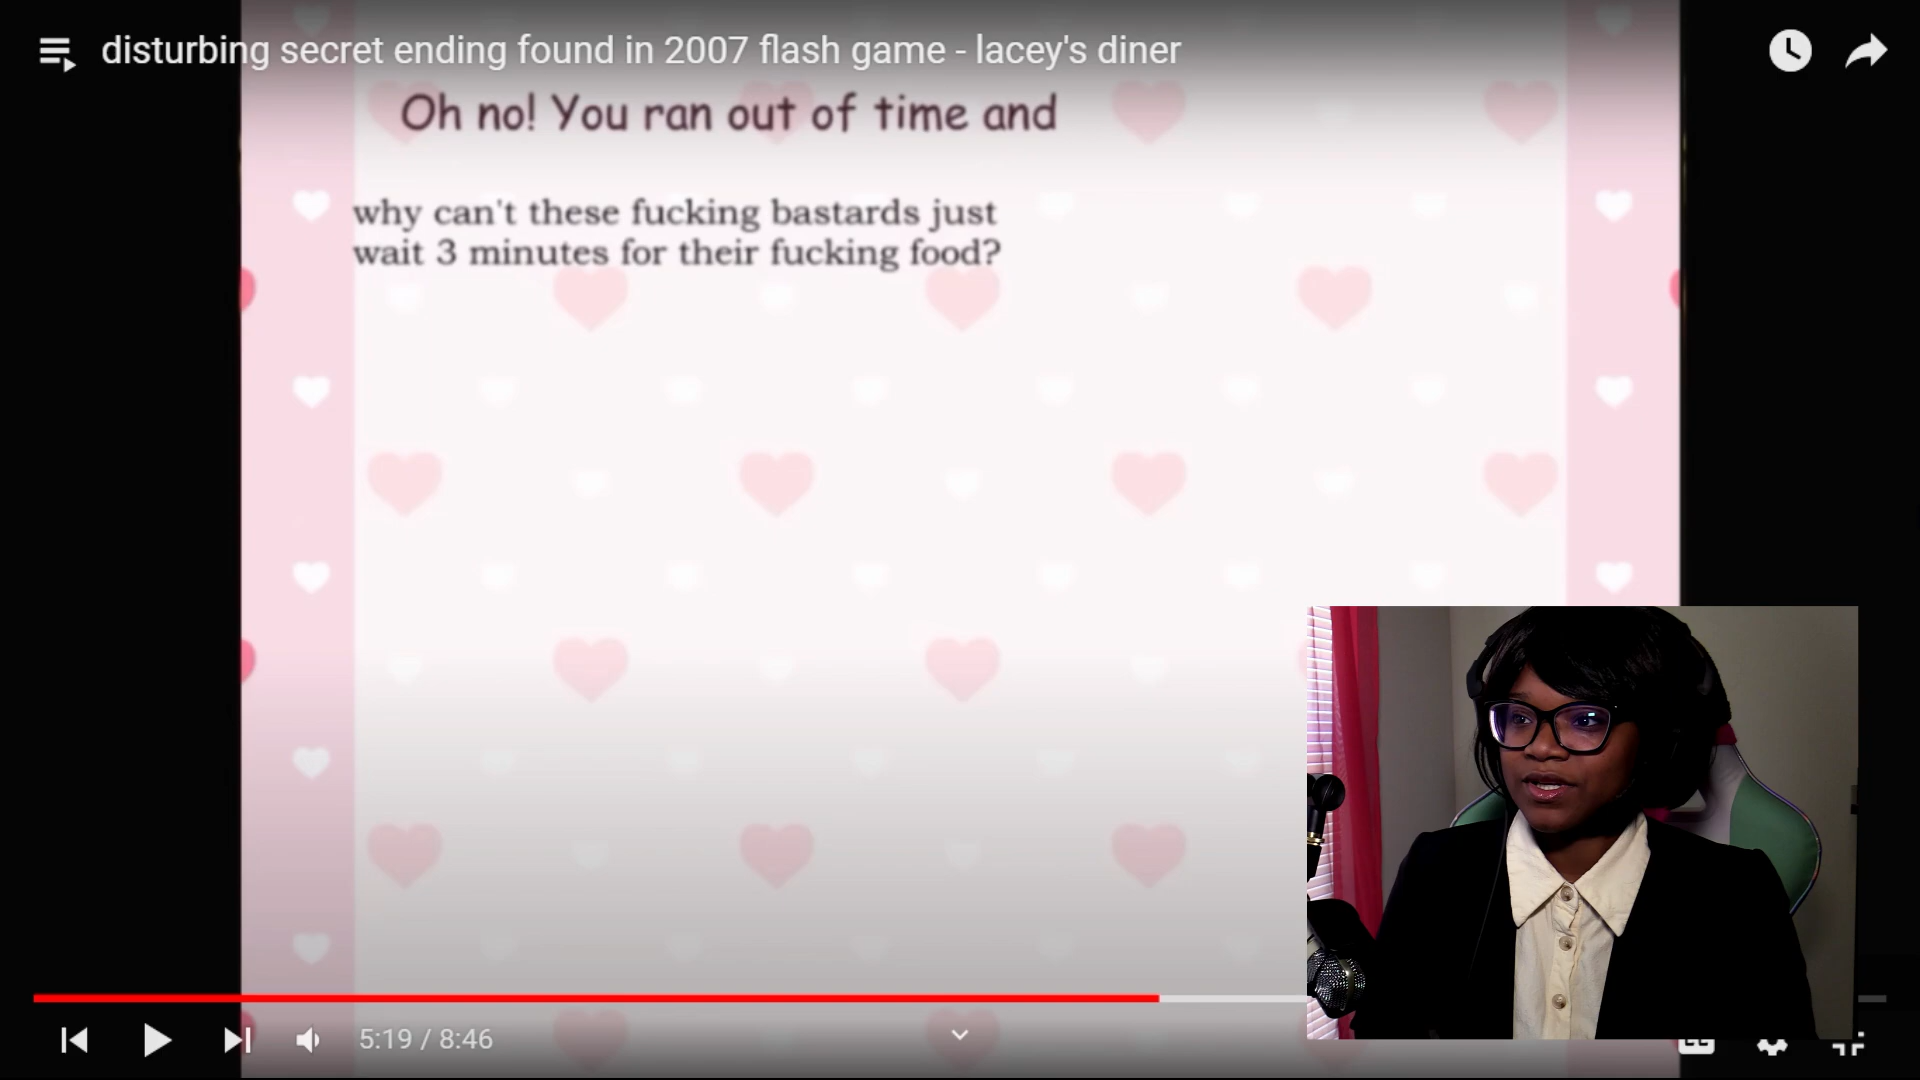 disturbing secret ending found in 2007 flash game - lacey's diner
Oh no! You ran out of time and
why can't these fucking bastards just
wait 3 minutes for their fucking food?
5:19 / 8:46
CC